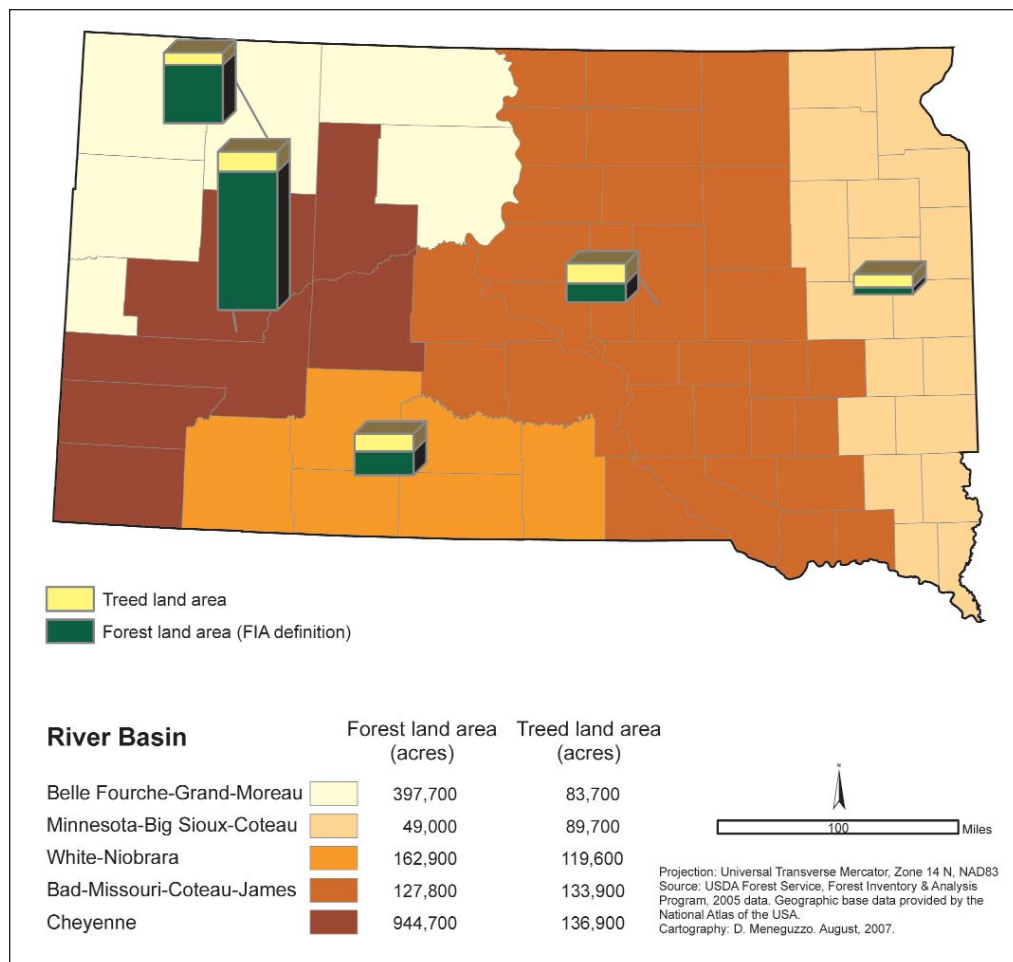 Treed land area
Forest land area (FIA definition)
River Basin
Forest land area
(acres)
Treed land area
(acres)
Belle Fourche-Grand-Moreau 397,700 83,700
Minnesota-Big Sioux-Coteau 49,000 89,700
White-Niobrara 162,900 119,600
Bad-Missouri-Coteau-James 127,800 133,900
Cheyenne 944,700 136,900
N
100 Miles
Projection: Universal Transverse Mercator, Zone 14 N, NAD83
Source: USDA Forest Service, Forest Inventory & Analysis
Program, 2005 data. Geographic base data provided by the
National Atlas of the USA.
Cartography: D. Meneguzzo. August, 2007.